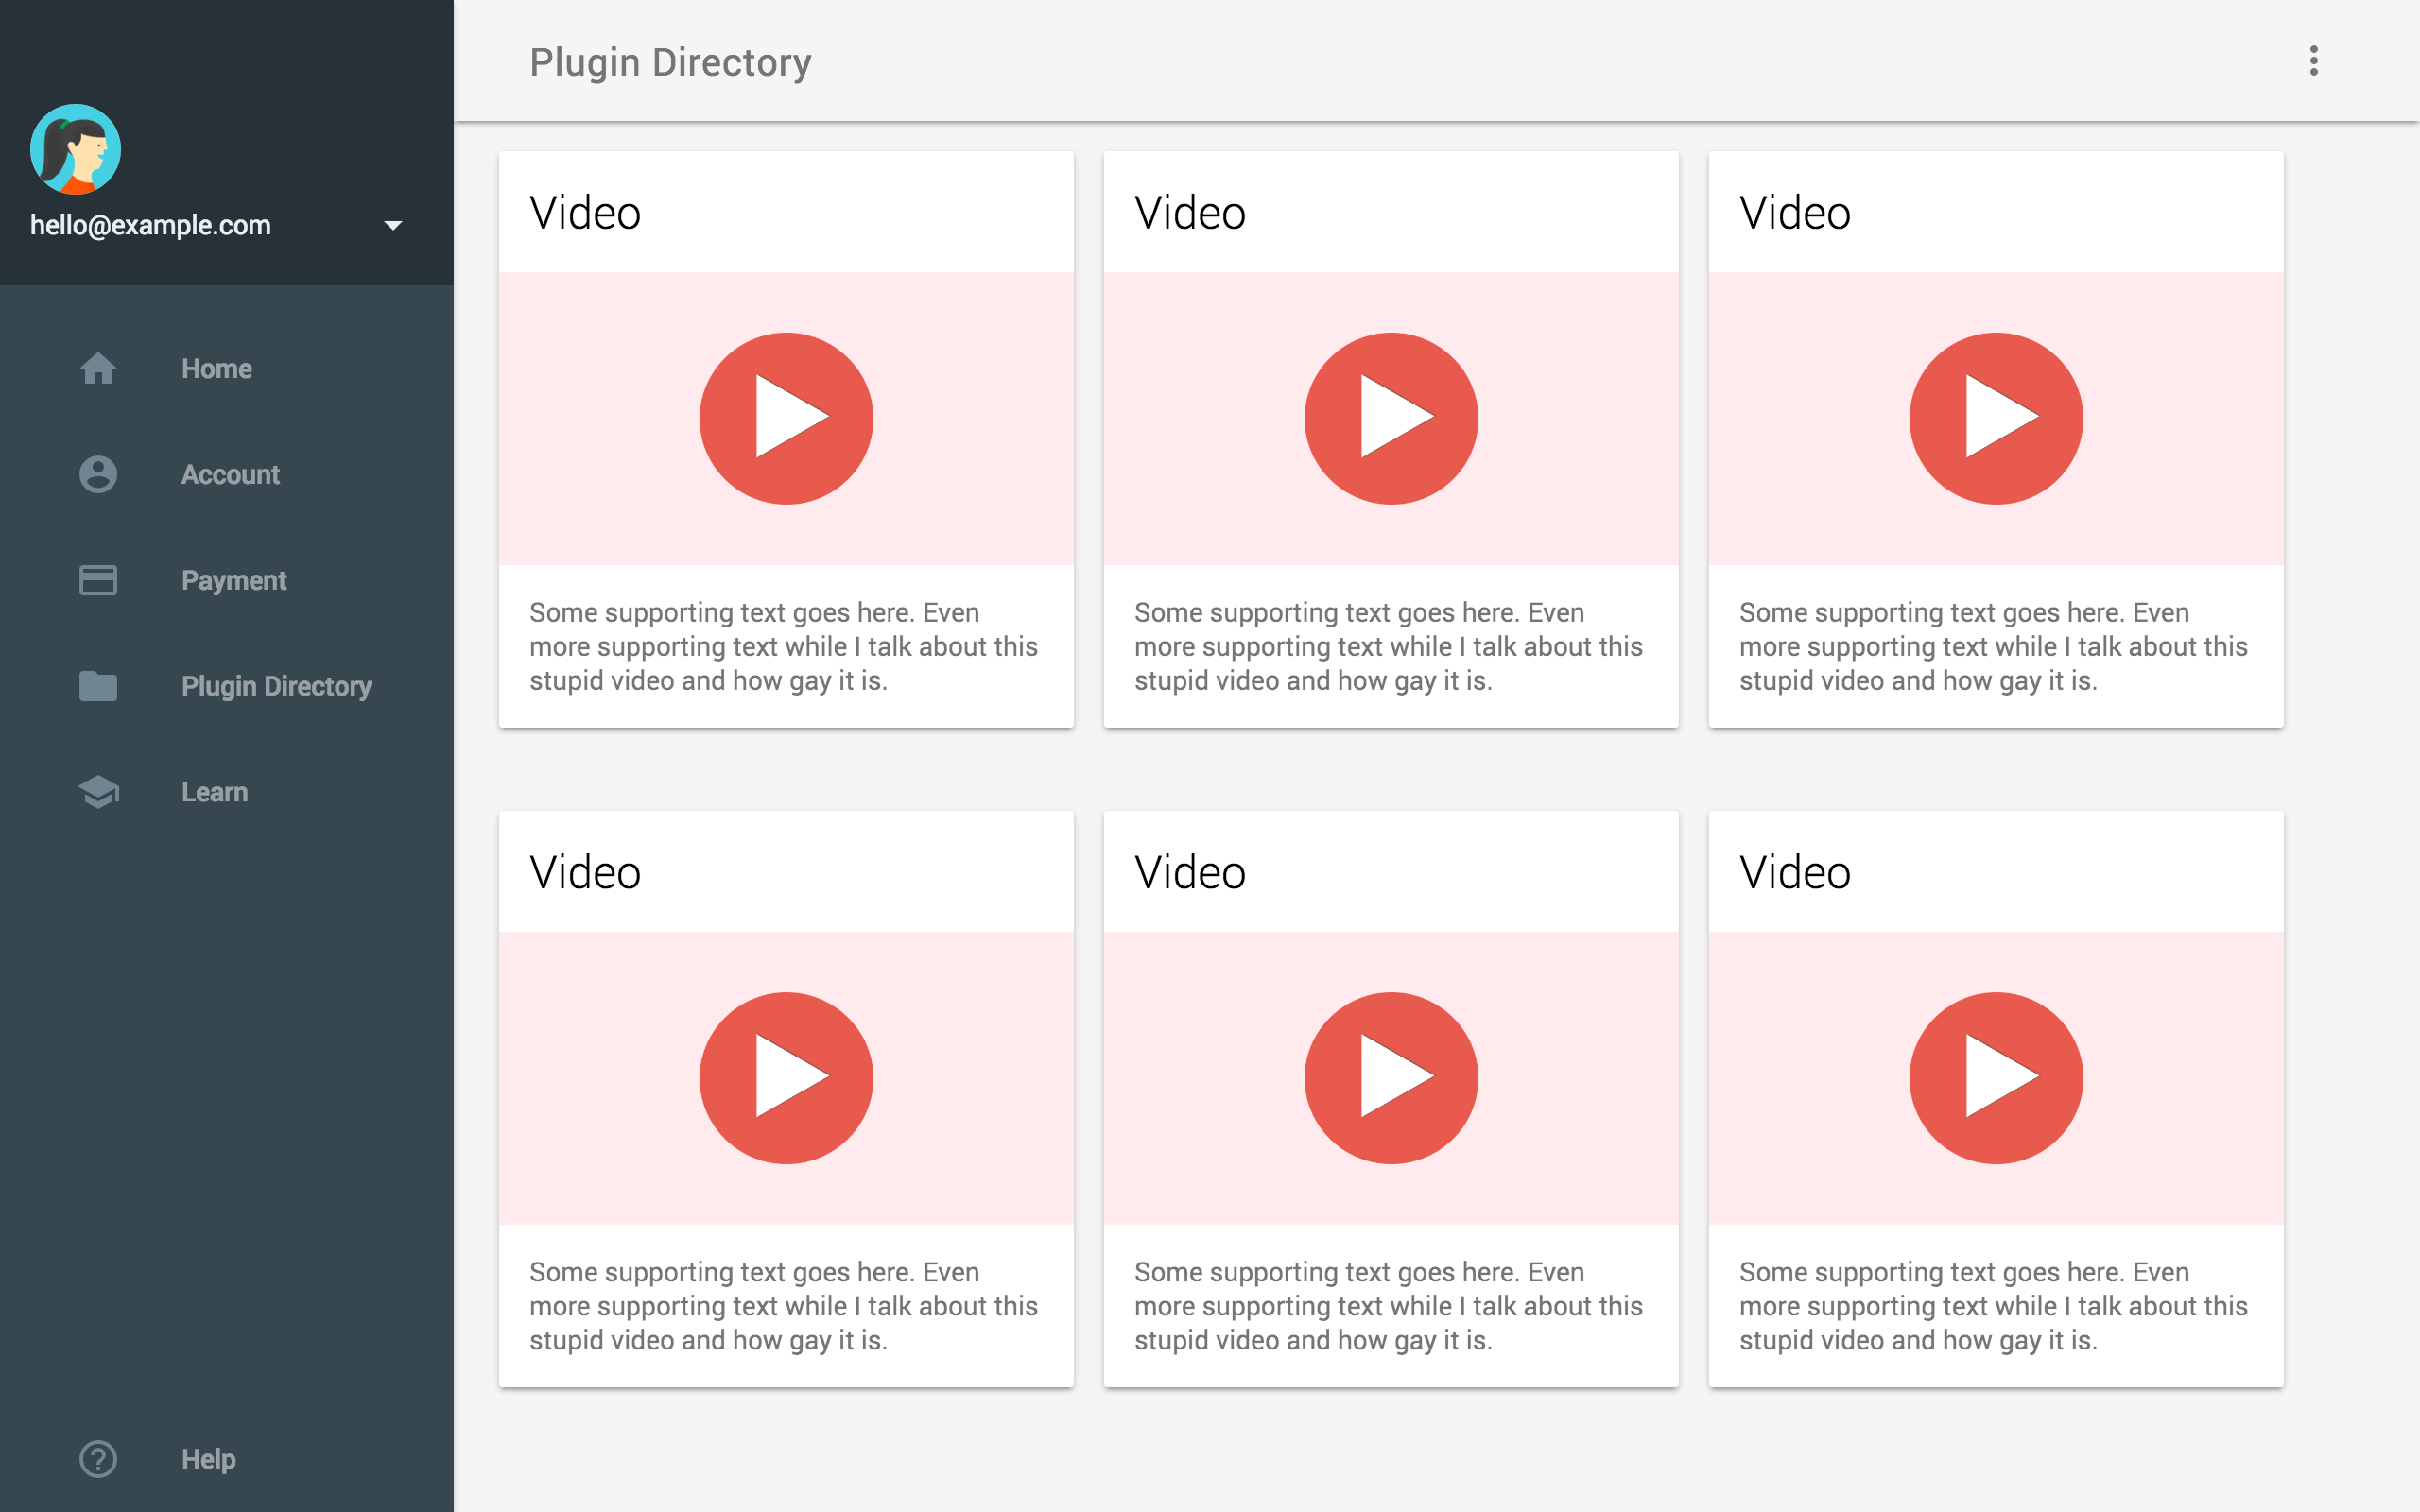 hello@example.com
Home
Account
Payment
Plugin Directory
Learn
Help
Plugin Directory
Video
Some supporting text goes here. Even
more supporting text while I talk about this
stupid video and how gay it is.
Video
Some supporting text goes here. Even
more supporting text while I talk about this
stupid video and how gay it is.
Video
Some supporting text goes here. Even
more supporting text while I talk about this
stupid video and how gay it is.
Video
Some supporting text goes here. Even
more supporting text while I talk about this
stupid video and how gay it is.
Video
Some supporting text goes here. Even
more supporting text while I talk about this
stupid video and how gay it is.
Video
Some supporting text goes here. Even
more supporting text while I talk about this
stupid video and how gay it is.